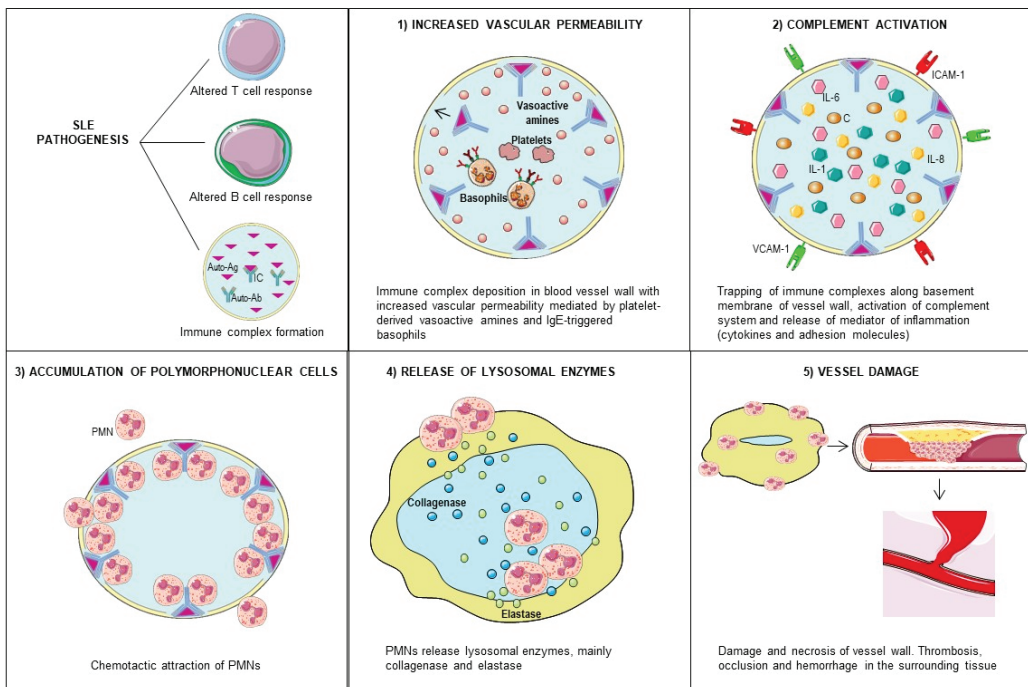 SLE
PATHOGENESIS
Altered T cell response
Altered B cell response
Auto-Ag
IC
Auto-Ab
Immune complex formation
1) INCREASED VASCULAR PERMEABILITY
Vasoactive
amines
Platelets
Basophils
Immune complex deposition in blood vessel wall with
increased vascular permeability mediated by platelet-
derived vasoactive amines and IgE-triggered
basophils
2) COMPLEMENT ACTIVATION
ICAM-1
IL-6
C
IL-8
IL-1
VCAM-1
Trapping of immune complexes along basement
membrane of vessel wall, activation of complement
system and release of mediator of inflammation
(cytokines and adhesion molecules)
3) ACCUMULATION OF POLYMORPHONUCLEAR CELLS
PMN
Chemotactic attraction of PMNs
4) RELEASE OF LYSOSOMAL ENZYMES
Collagenase
Elastase
PMNs release lysosomal enzymes, mainly
collagenase and elastase
5) VESSEL DAMAGE
Damage and necrosis of vessel wall. Thrombosis,
occlusion and hemorrhage in the surrounding tissue